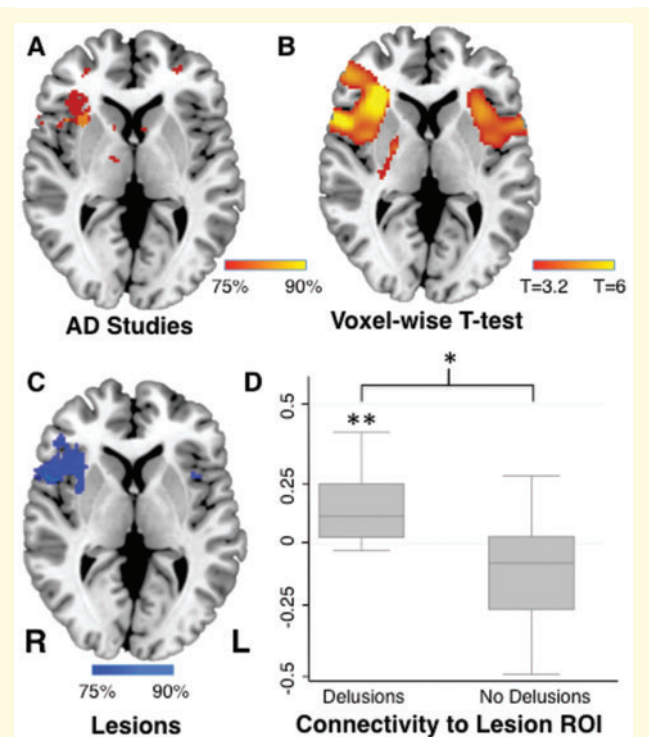 A
B
75% 90%
AD Studies
T=3.2 T=6
Voxel-wise T-test
C
D
*
**
0.5
0.25
0
-0.25
-0.5
R
L
75% 90%
Lesions
Delusions No Delusions
Connectivity to Lesion ROI